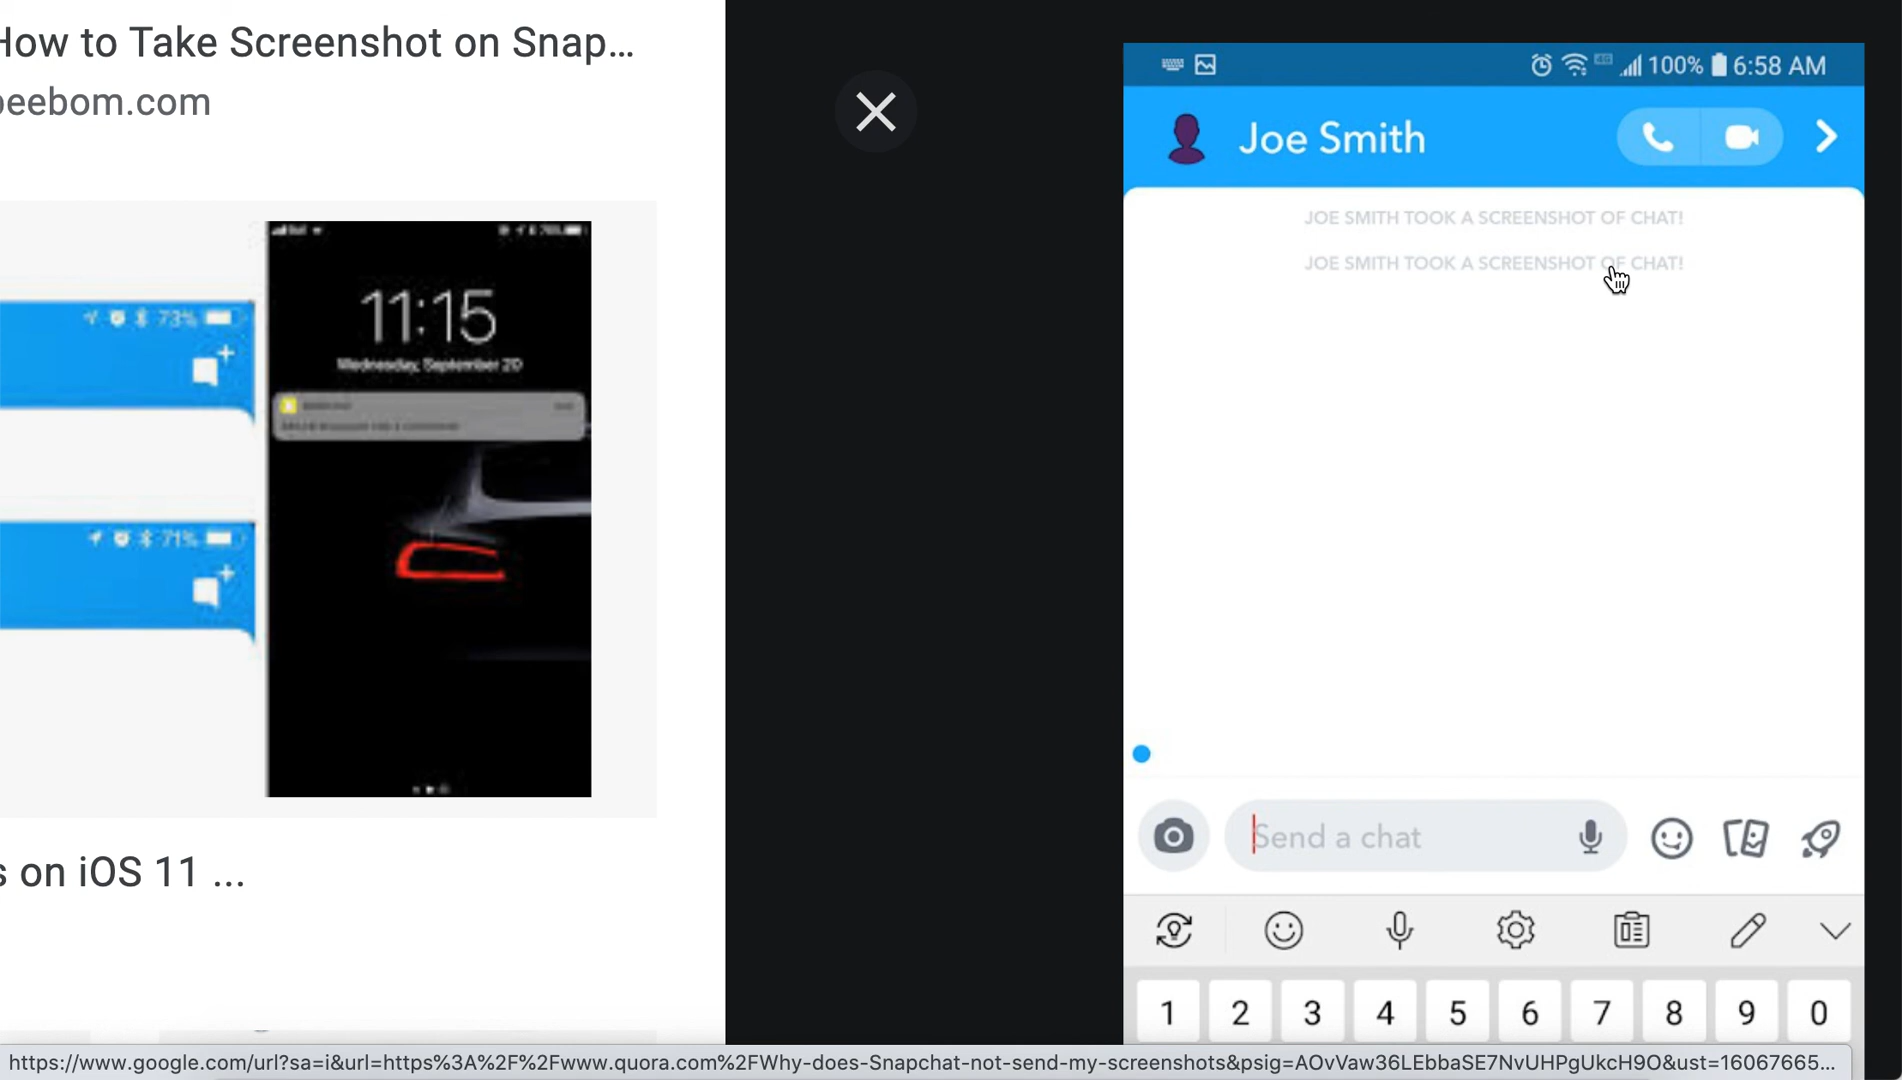 How to Take Screenshot on Snap...
beebom.com
11:15
Wednesday, September 20
73%
71%
s on iOS 11 ...
100% 6:58 AM
Joe Smith
JOE SMITH TOOK A SCREENSHOT OF CHAT!
JOE SMITH TOOK A SCREENSHOT OF CHAT!
Send a chat
1 2 3 4 5 6 7 8 9 0
https://www.google.com/url?sa=i&url=https%3A%2F%2Fwww.quora.com%2FWhy-does-Snapchat-not-send-my-screenshots&psig=AOvVaw36LEbbaSE7NvUHPgUkcH9O&ust=16067665...